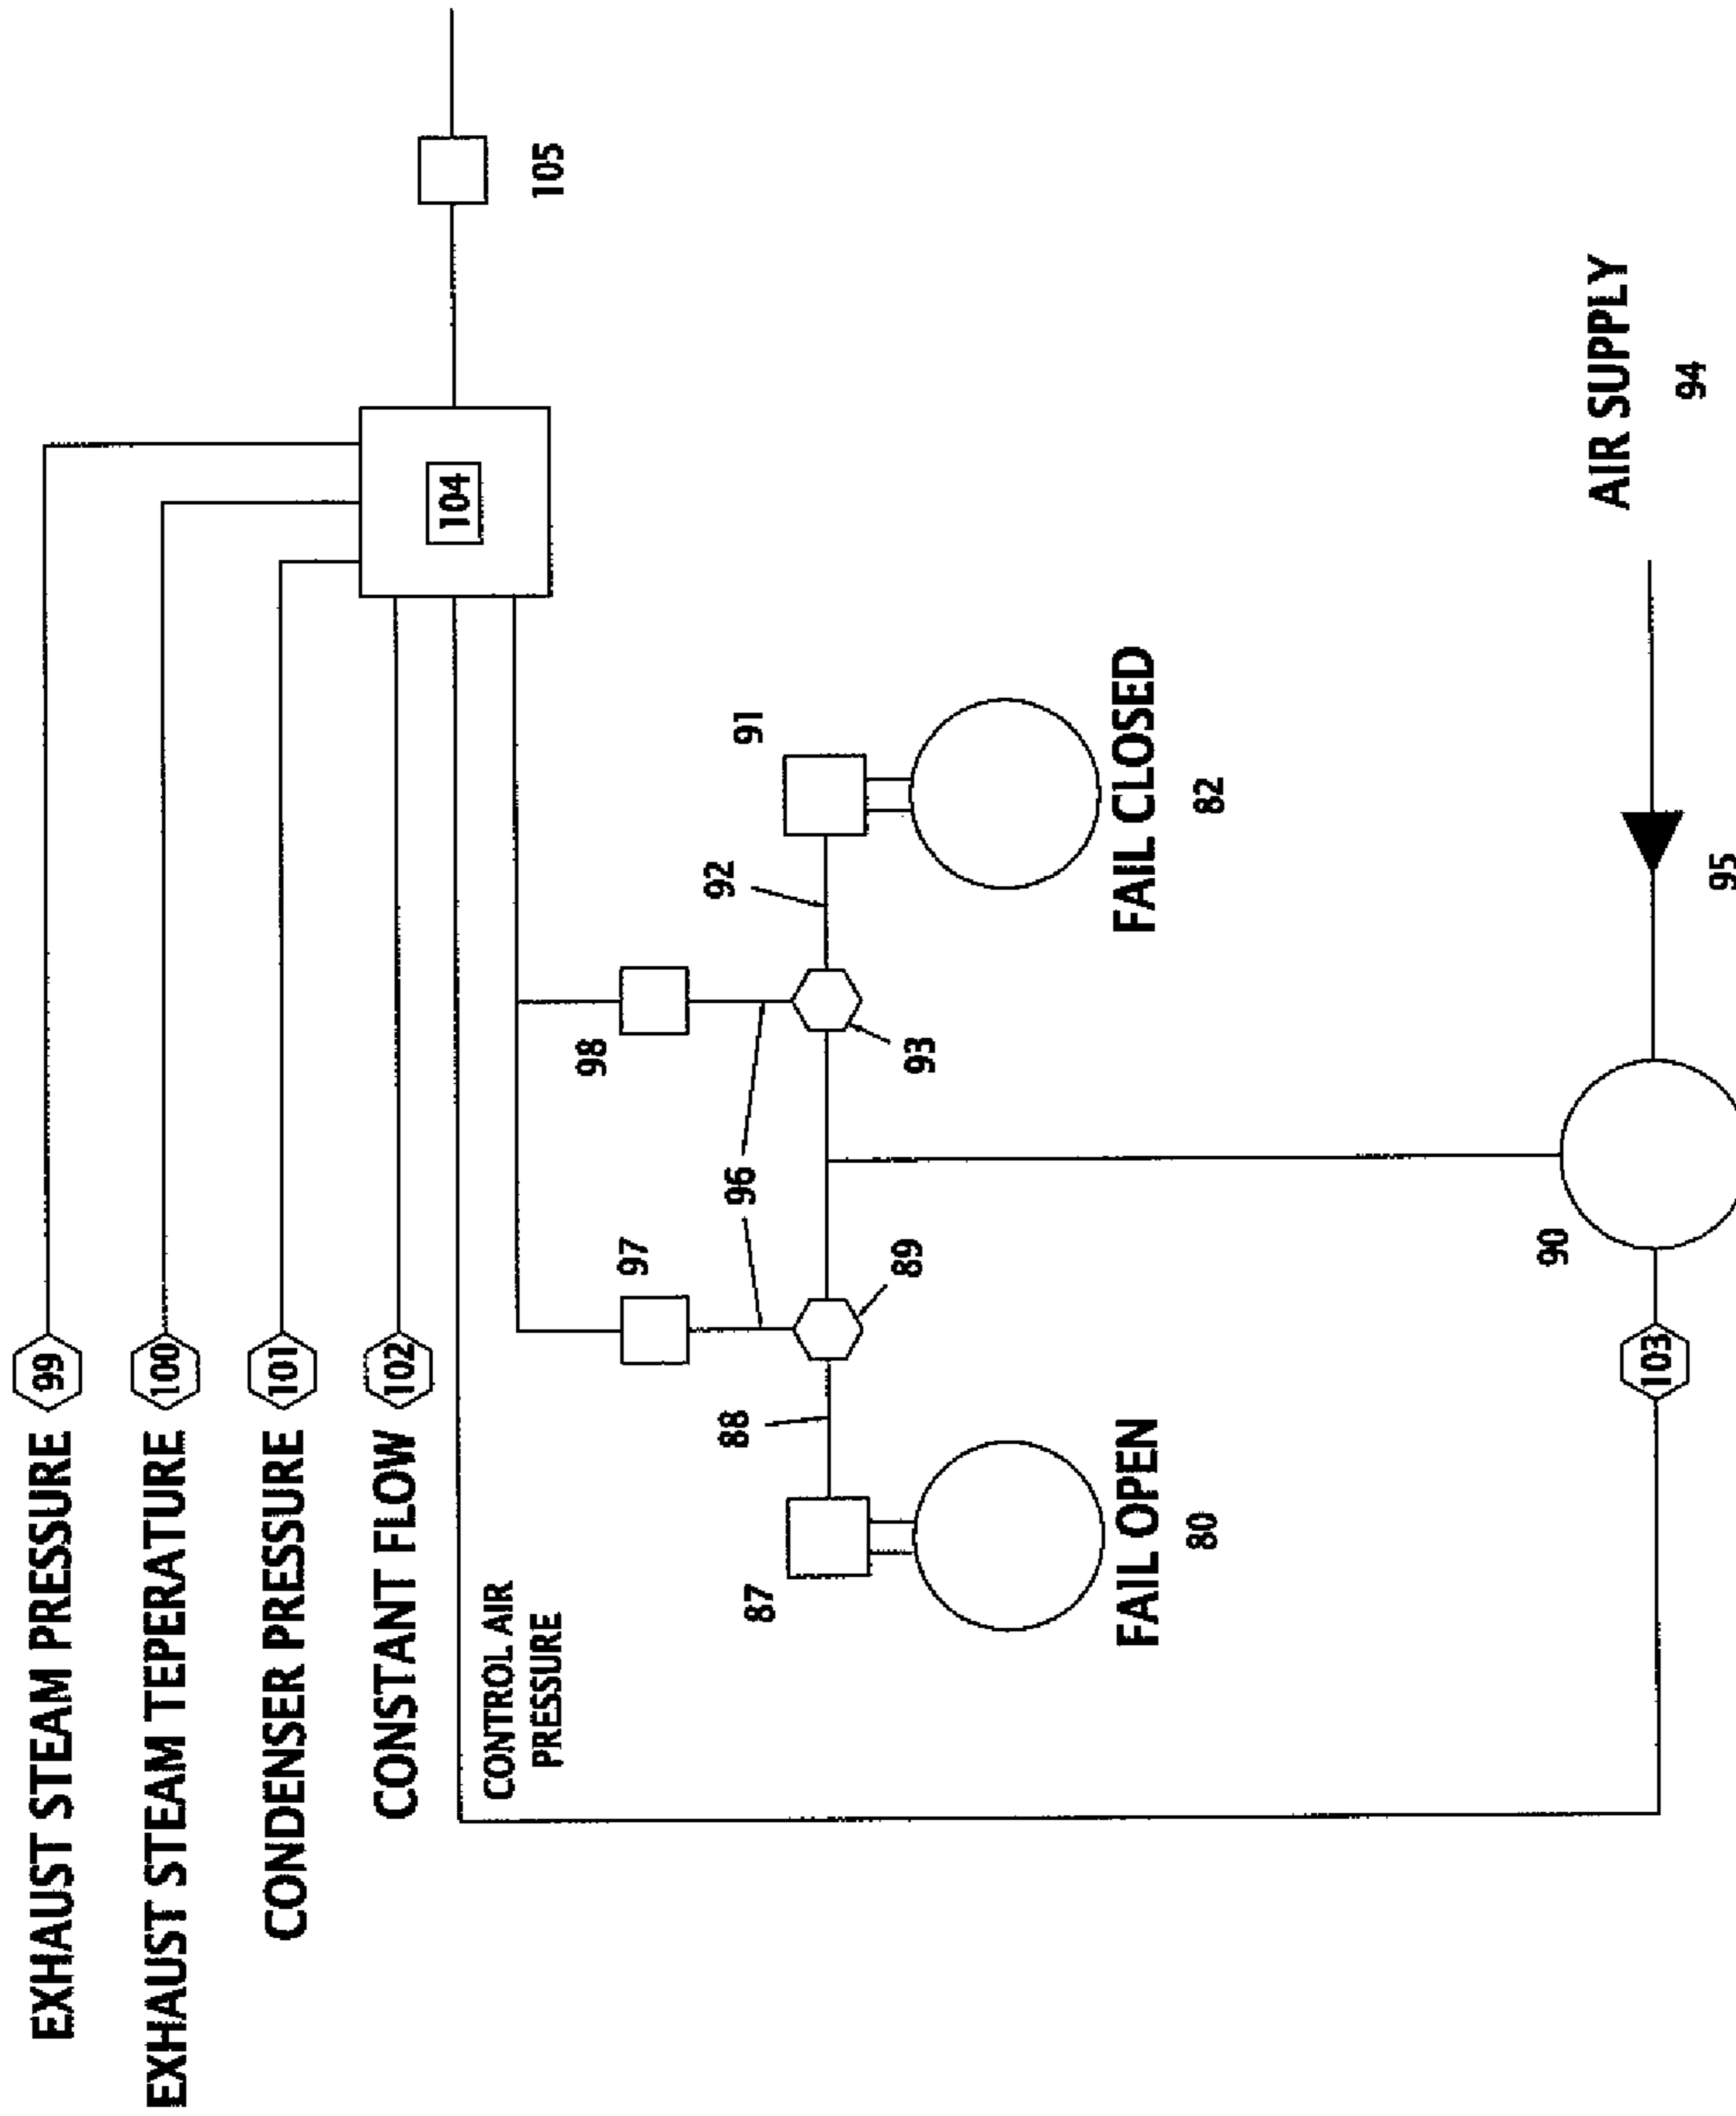 EXHAUST STEAM PRESSURE
99
EXHAUST STEAM TEPERATURE
100
CONDENSER PRESSURE
101
CONSTANT FLOW
102
CONTROL AIR
PRESSURE
104
105
97
98
96
88
89
92
93
91
87
FAIL OPEN
80
FAIL CLOSED
82
103
90
95
AIR SUPPLY
94